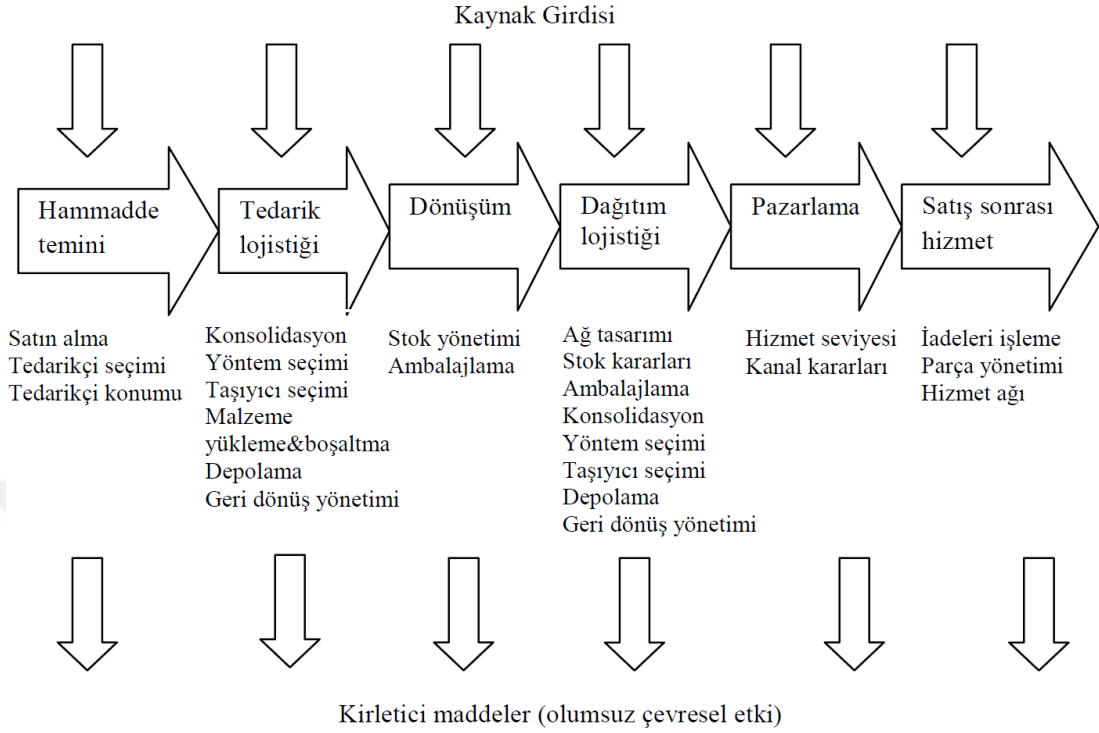 Kaynak Girdisi
Hammadde
temini
Tedarik
lojistiği
Dönüşüm
Dağıtım
lojistiği
Pazarlama
Satış sonrası
hizmet
Satın alma
Tedarikçi seçimi
Tedarikçi konumu
Konsolidasyon
Yöntem seçimi
Taşıyıcı seçimi
Malzeme
yükleme&boşaltma
Depolama
Geri dönüş yönetimi
Stok yönetimi
Ambalajlama
Ağ tasarımı
Stok kararları
Ambalajlama
Konsolidasyon
Yöntem seçimi
Taşıyıcı seçimi
Depolama
Geri dönüş yönetimi
Hizmet seviyesi
Kanal kararları
İadeleri işleme
Parça yönetimi
Hizmet ağı
Kirletici maddeler (olumsuz çevresel etki)